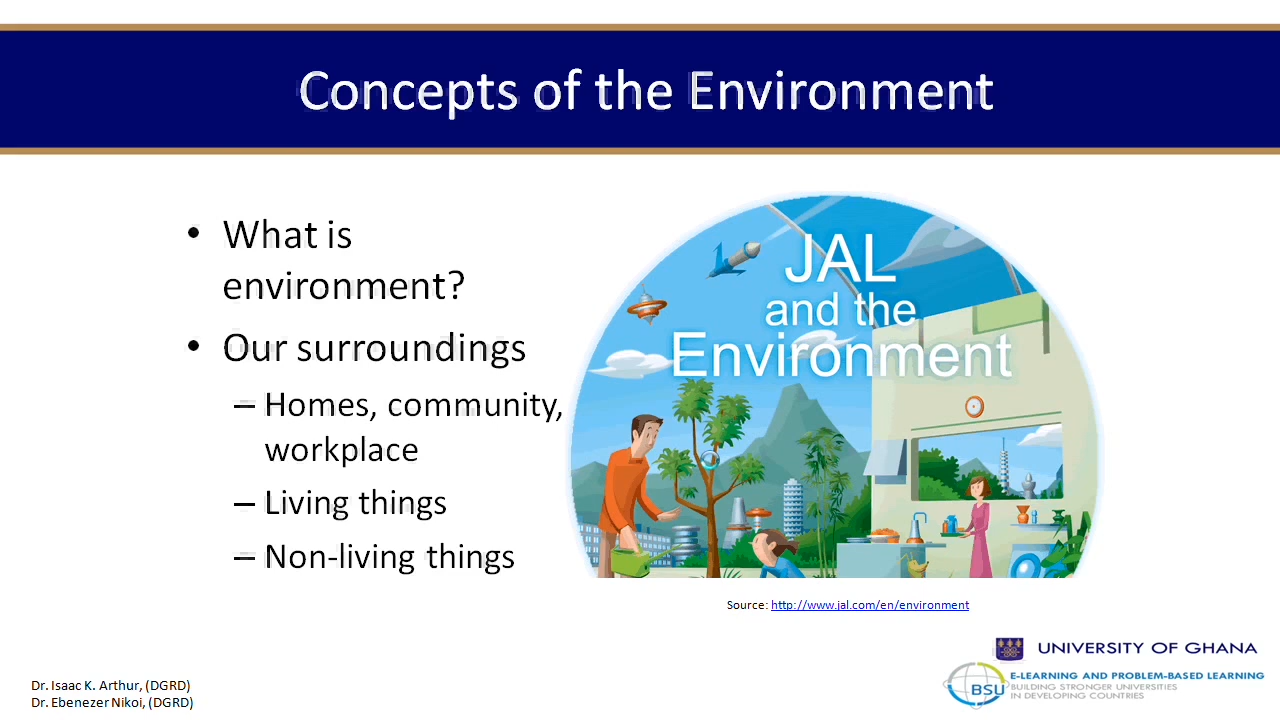 Concepts of the Environment
• What is
environment?
• Our surroundings
– Homes, community,
workplace
– Living things
– Non-living things
JAL
and the
Environment
Source: http://www.jal.com/en/environment
UNIVERSITY OF GHANA
BSU
E-LEARNING AND PROBLEM-BASED LEARNING
BUILDING STRONGER UNIVERSITIES
IN DEVELOPING COUNTRIES
Dr. Isaac K. Arthur, (DGRD)
Dr. Ebenezer Nikoi, (DGRD)